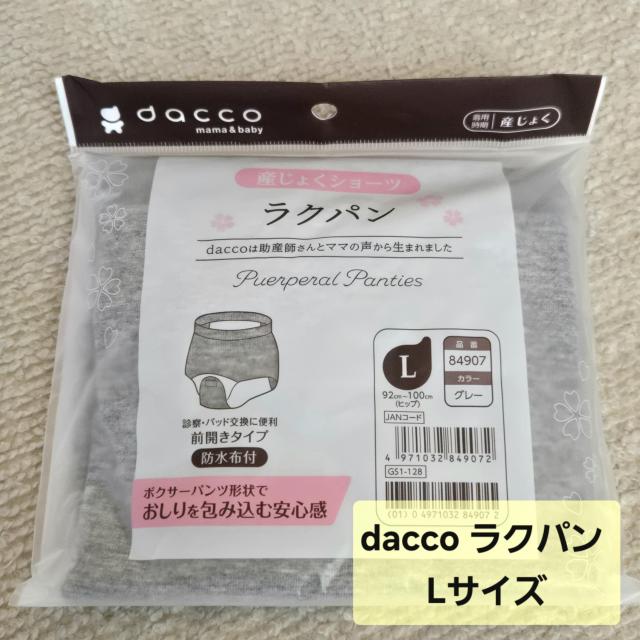 dacco
mama & baby
着用時期 産じょく
産じょくショーツ
ラクパン
daccoは助産師さんとママの声から生まれました
Puerperal Panties
L
92cm~100cm
(ヒップ)
品番
84907
カラー
グレー
JANコード
4 971032 849072
GS1-128
(01) 0 4971032 84907 2
診察・パッド交換に便利
前開きタイプ
防水布付
ボクサーパンツ形状で
おしりを包み込む安心感
dacco ラクパン
Lサイズ